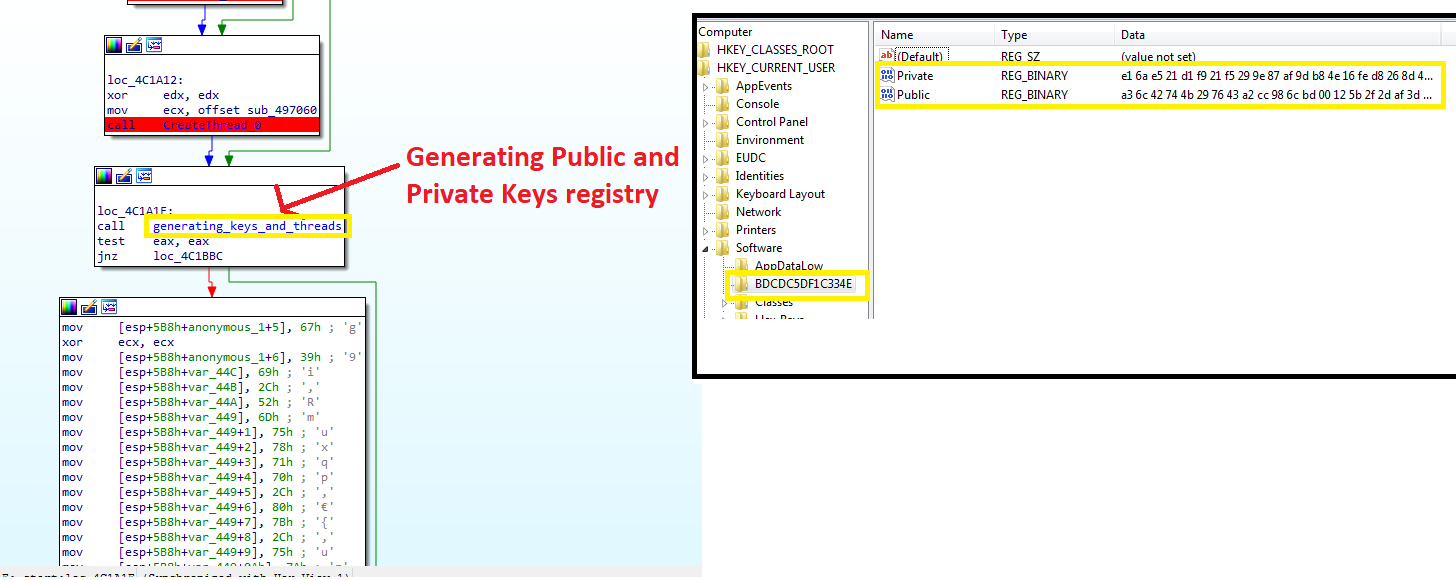 loc_4C1A12:
xor edx, edx
mov ecx, offset sub_497060
call CreateThread_0
loc_4C1A1E:
call generating_keys_and_threads
test eax, eax
jnz loc_4C1BBC
mov [esp+5B8h+anonymous_1+5], 67h ; 'g'
xor ecx, ecx
mov [esp+5B8h+anonymous_1+6], 39h ; '9'
mov [esp+5B8h+var_44C], 69h ; 'i'
mov [esp+5B8h+var_44B], 2Ch ; ','
mov [esp+5B8h+var_44A], 52h ; 'R'
mov [esp+5B8h+var_449], 6Dh ; 'm'
mov [esp+5B8h+var_449+1], 75h ; 'u'
mov [esp+5B8h+var_449+2], 78h ; 'x'
mov [esp+5B8h+var_449+3], 71h ; 'q'
mov [esp+5B8h+var_449+4], 70h ; 'p'
mov [esp+5B8h+var_449+5], 2Ch ; ','
mov [esp+5B8h+var_449+6], 80h ; '€'
mov [esp+5B8h+var_449+7], 7Bh ; '{'
mov [esp+5B8h+var_449+8], 2Ch ; ','
mov [esp+5B8h+var_449+9], 75h ; 'u'
Generating Public and
Private Keys registry
Computer
HKEY_CLASSES_ROOT
HKEY_CURRENT_USER
AppEvents
Console
Control Panel
Environment
EUDC
Identities
Keyboard Layout
Network
Printers
Software
AppDataLow
BDCDC5DF1C334E
Classes
Name Type Data
(Default) REG_SZ (value not set)
Private REG_BINARY e1 6a e5 21 d1 f9 21 f5 29 9e 87 af 9d b8 4e 16 fe d8 26 8d 4...
Public REG_BINARY a3 6c 42 74 4b 29 76 43 a2 cc 98 6c bd 00 12 5b 2f 2d af 3d ...